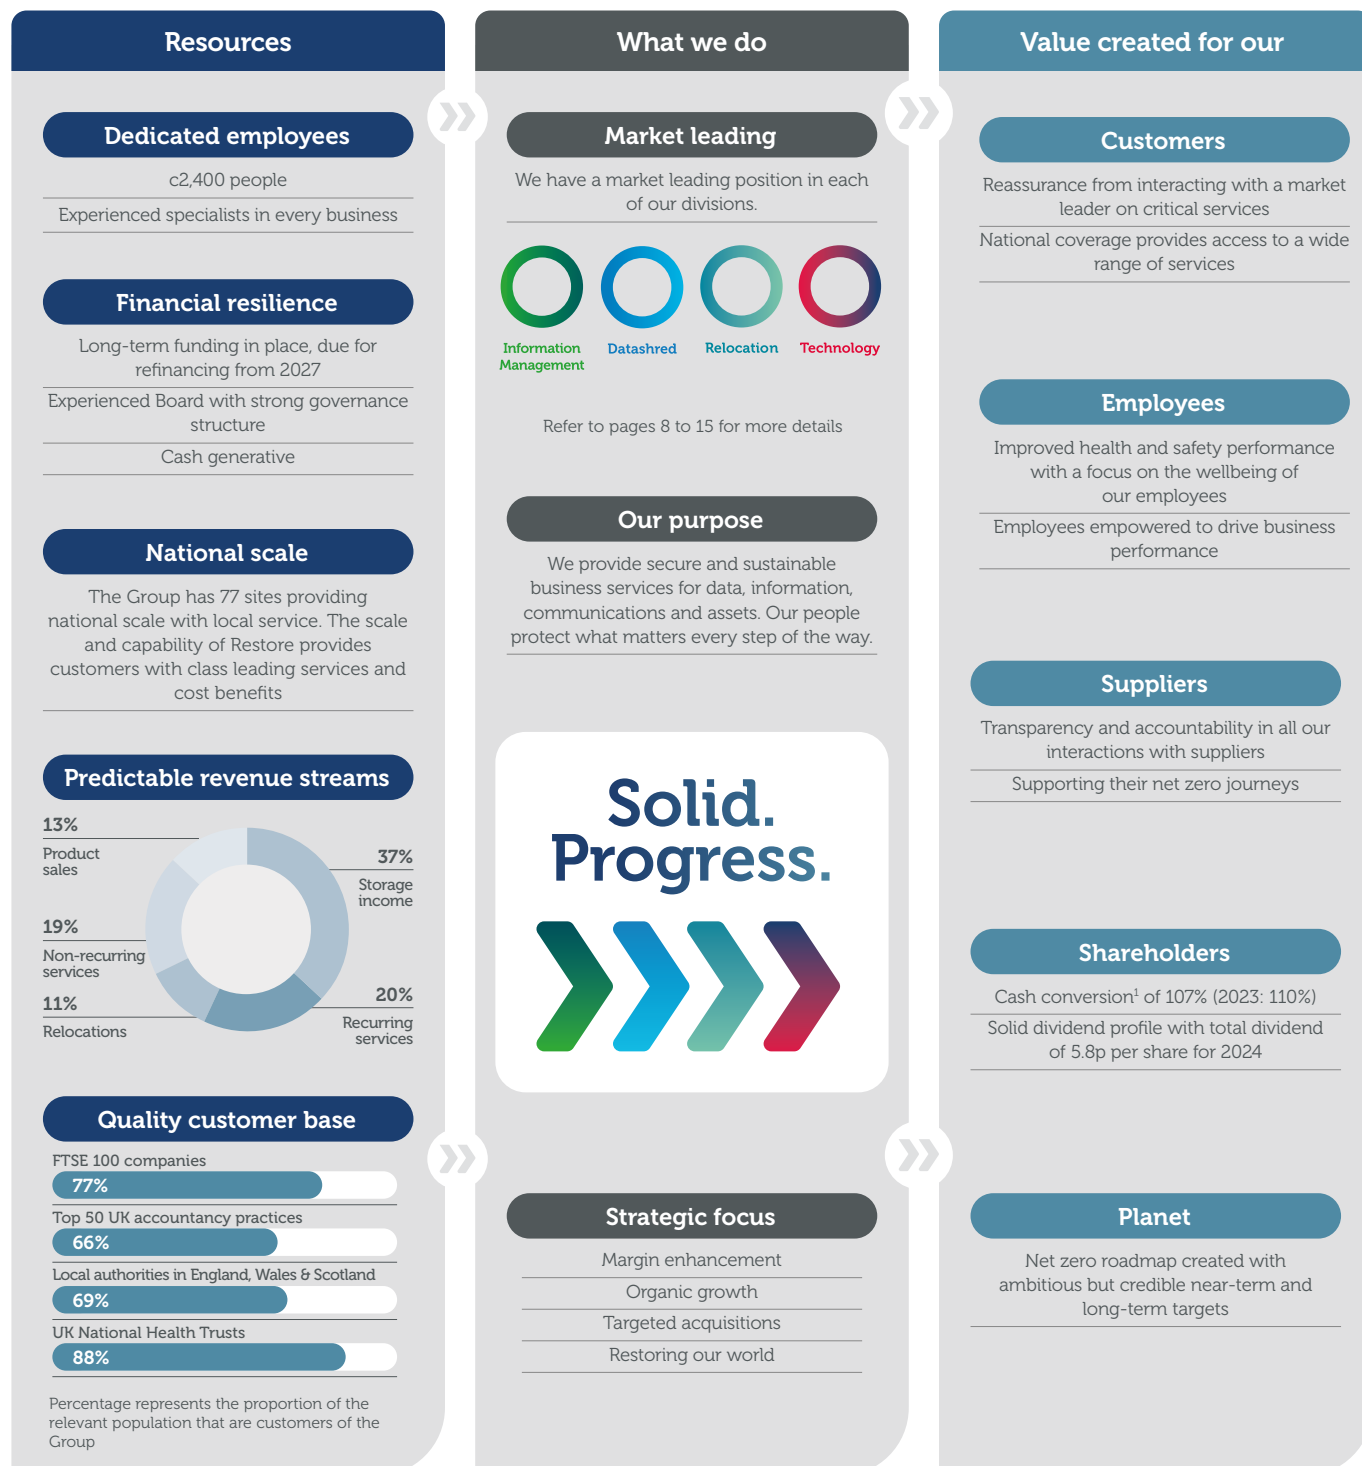 Resources
Dedicated employees
c2,400 people
Experienced specialists in every business
Financial resilience
Long-term funding in place, due for
refinancing from 2027
Experienced Board with strong governance
structure
Cash generative
National scale
The Group has 77 sites providing
national scale with local service. The scale
and capability of Restore provides
customers with class leading services and
cost benefits
Predictable revenue streams
13%
Product
sales
37%
Storage
income
19%
Non-recurring
services
11%
Relocations
20%
Recurring
services
Quality customer base
FTSE 100 companies
77%
Top 50 UK accountancy practices
66%
Local authorities in England, Wales & Scotland
69%
UK National Health Trusts
88%
Percentage represents the proportion of the
relevant population that are customers of the
Group
What we do
Market leading
We have a market leading position in each
of our divisions.
Information
Management
Datashred
Relocation
Technology
Refer to pages 8 to 15 for more details
Our purpose
We provide secure and sustainable
business services for data, information,
communications and assets. Our people
protect what matters every step of the way.
Solid.
Progress.
Strategic focus
Margin enhancement
Organic growth
Targeted acquisitions
Restoring our world
Value created for our
Customers
Reassurance from interacting with a market
leader on critical services
National coverage provides access to a wide
range of services
Employees
Improved health and safety performance
with a focus on the wellbeing of
our employees
Employees empowered to drive business
performance
Suppliers
Transparency and accountability in all our
interactions with suppliers
Supporting their net zero journeys
Shareholders
Cash conversion¹ of 107% (2023: 110%)
Solid dividend profile with total dividend
of 5.8p per share for 2024
Planet
Net zero roadmap created with
ambitious but credible near-term and
long-term targets